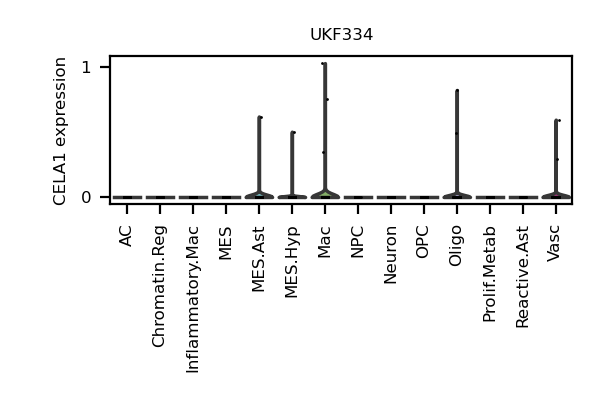 UKF334
CELA1 expression
1
0
AC
Chromatin.Reg
Inflammatory.Mac
MES
MES.Ast
MES.Hyp
Mac
NPC
Neuron
OPC
Oligo
Prolif.Metab
Reactive.Ast
Vasc